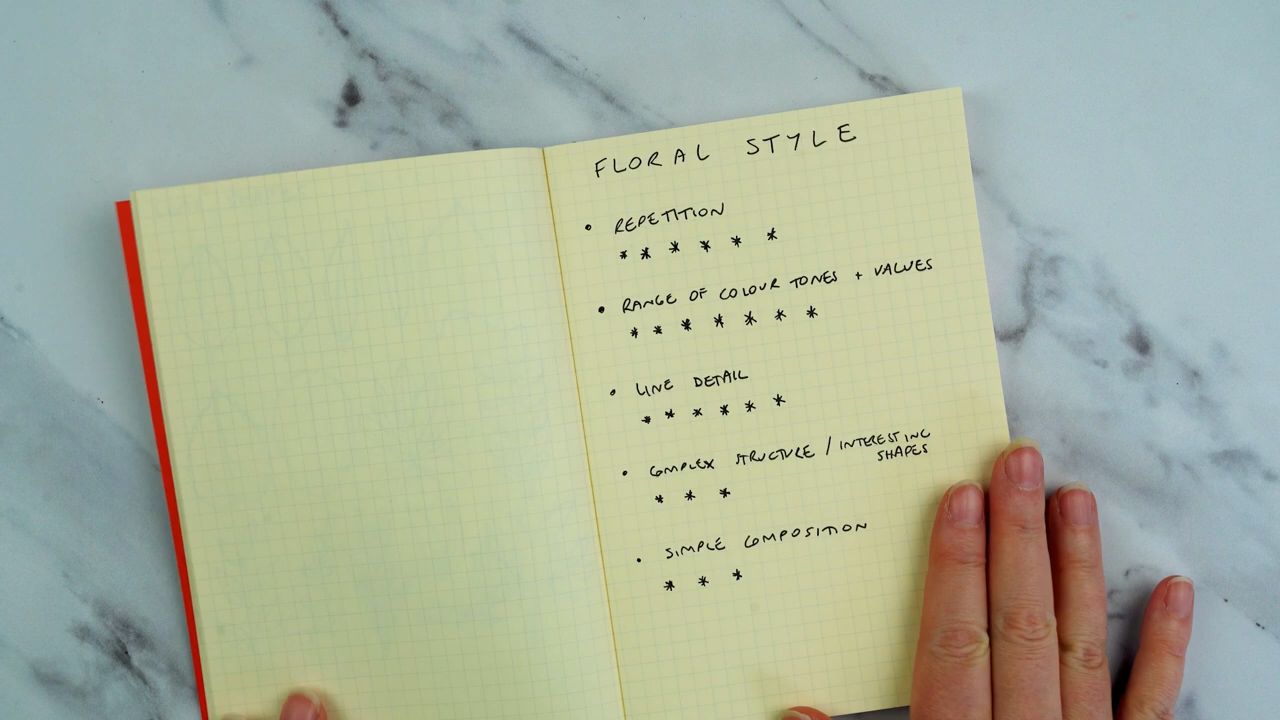 FLORAL STYLE
• REPETITION
* * * * * *
• RANGE OF COLOUR TONES + VALUES
* * * * * * *
• LINE DETAIL
* * * * * *
• COMPLEX STRUCTURE / INTERESTING
SHAPES
* * *
• SIMPLE COMPOSITION
* * *